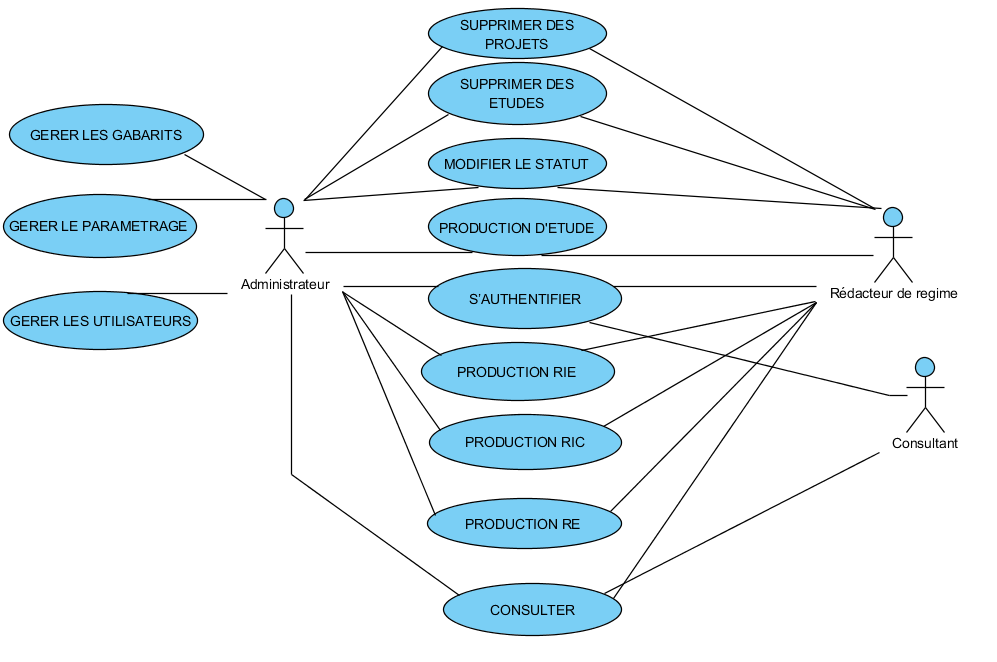 SUPPRIMER DES
PROJETS
SUPPRIMER DES
ETUDES
GERER LES GABARITS
MODIFIER LE STATUT
GERER LE PARAMETRAGE
PRODUCTION D'ETUDE
Administrateur
Rédacteur de regime
S'AUTHENTIFIER
GERER LES UTILISATEURS
PRODUCTION RIE
PRODUCTION RIC
Consultant
PRODUCTION RE
CONSULTER